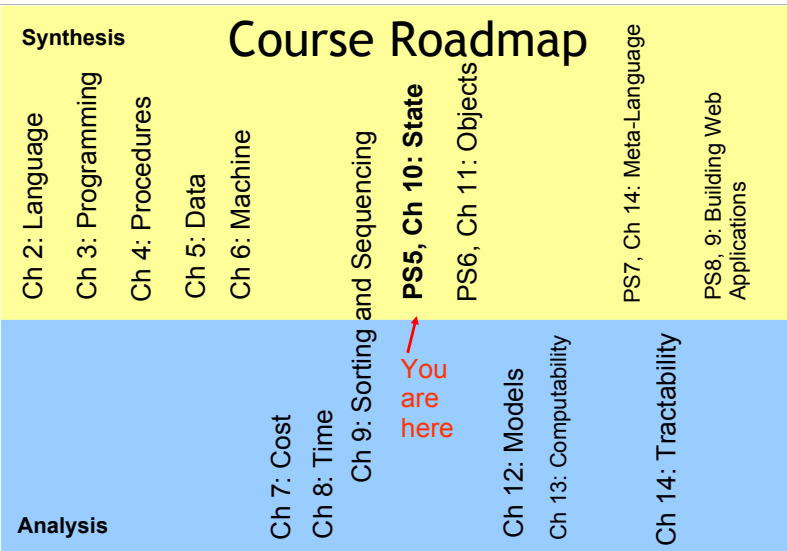 Course Roadmap
Synthesis
Ch 2: Language
Ch 3: Programming
Ch 4: Procedures
Ch 5: Data
Ch 6: Machine
Ch 9: Sorting and Sequencing
PS5, Ch 10: State
PS6, Ch 11: Objects
PS7, Ch 14: Meta-Language
PS8, 9: Building Web
Applications
You
are
here
Ch 7: Cost
Ch 8: Time
Ch 12: Models
Ch 13: Computability
Ch 14: Tractability
Analysis